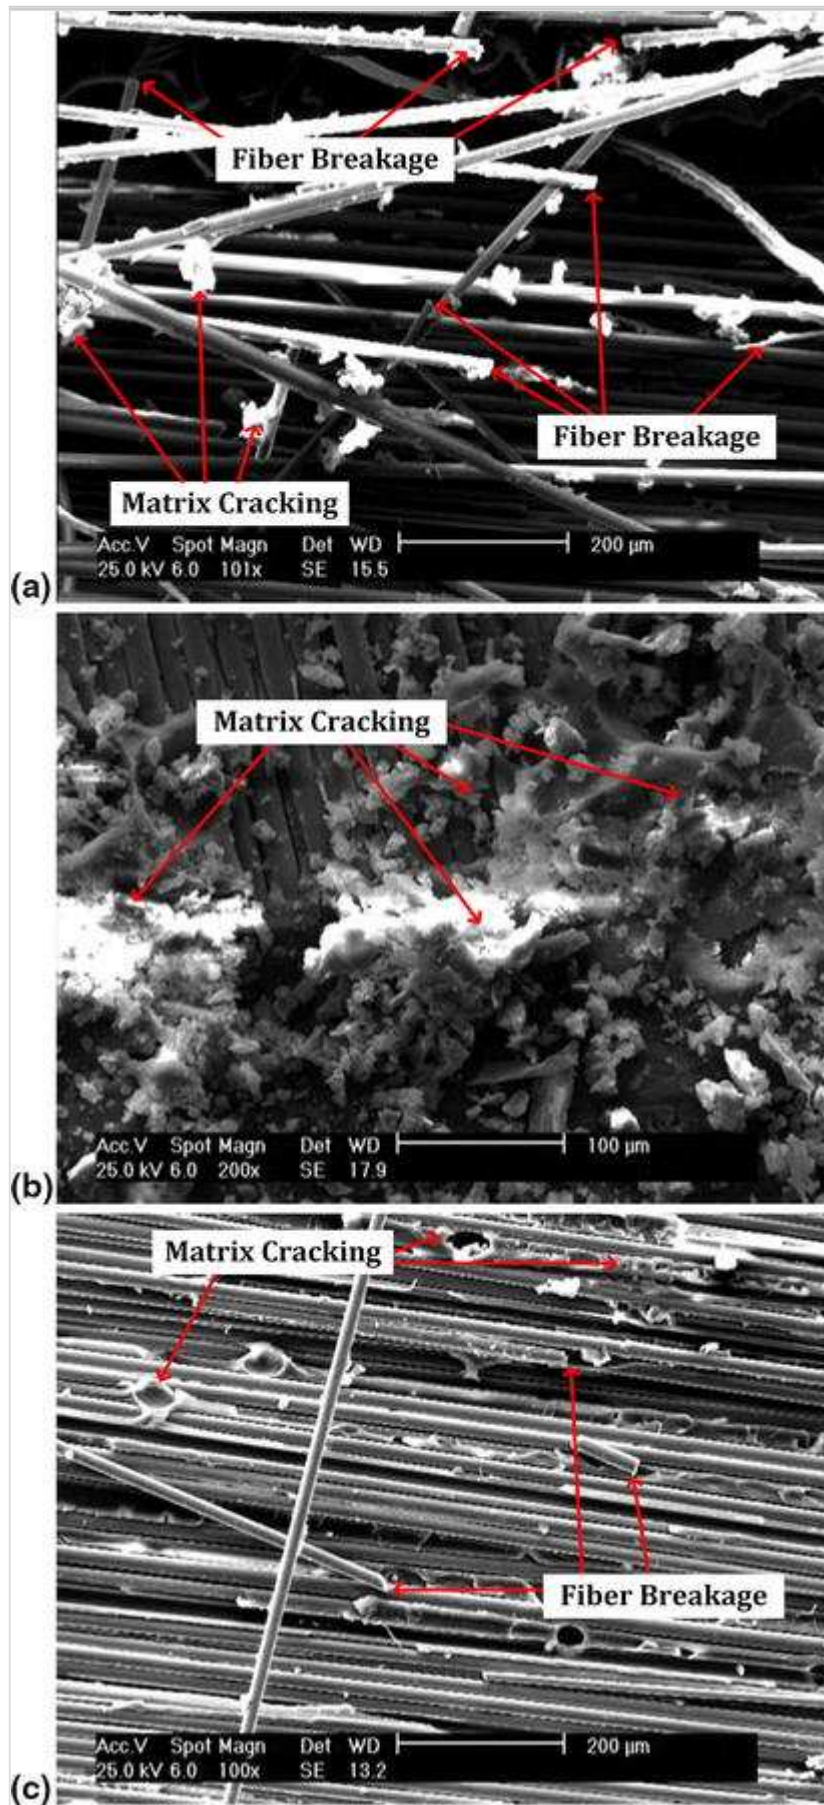 Fiber Breakage
Fiber Breakage
Matrix Cracking
Acc.V Spot Magn Det WD 200 µm
25.0 kV 6.0 101x SE 15.5
(a)
Matrix Cracking
Acc.V Spot Magn Det WD 100 µm
25.0 kV 6.0 200x SE 17.9
(b)
Matrix Cracking
Fiber Breakage
Acc.V Spot Magn Det WD 200 µm
25.0 kV 6.0 100x SE 13.2
(c)